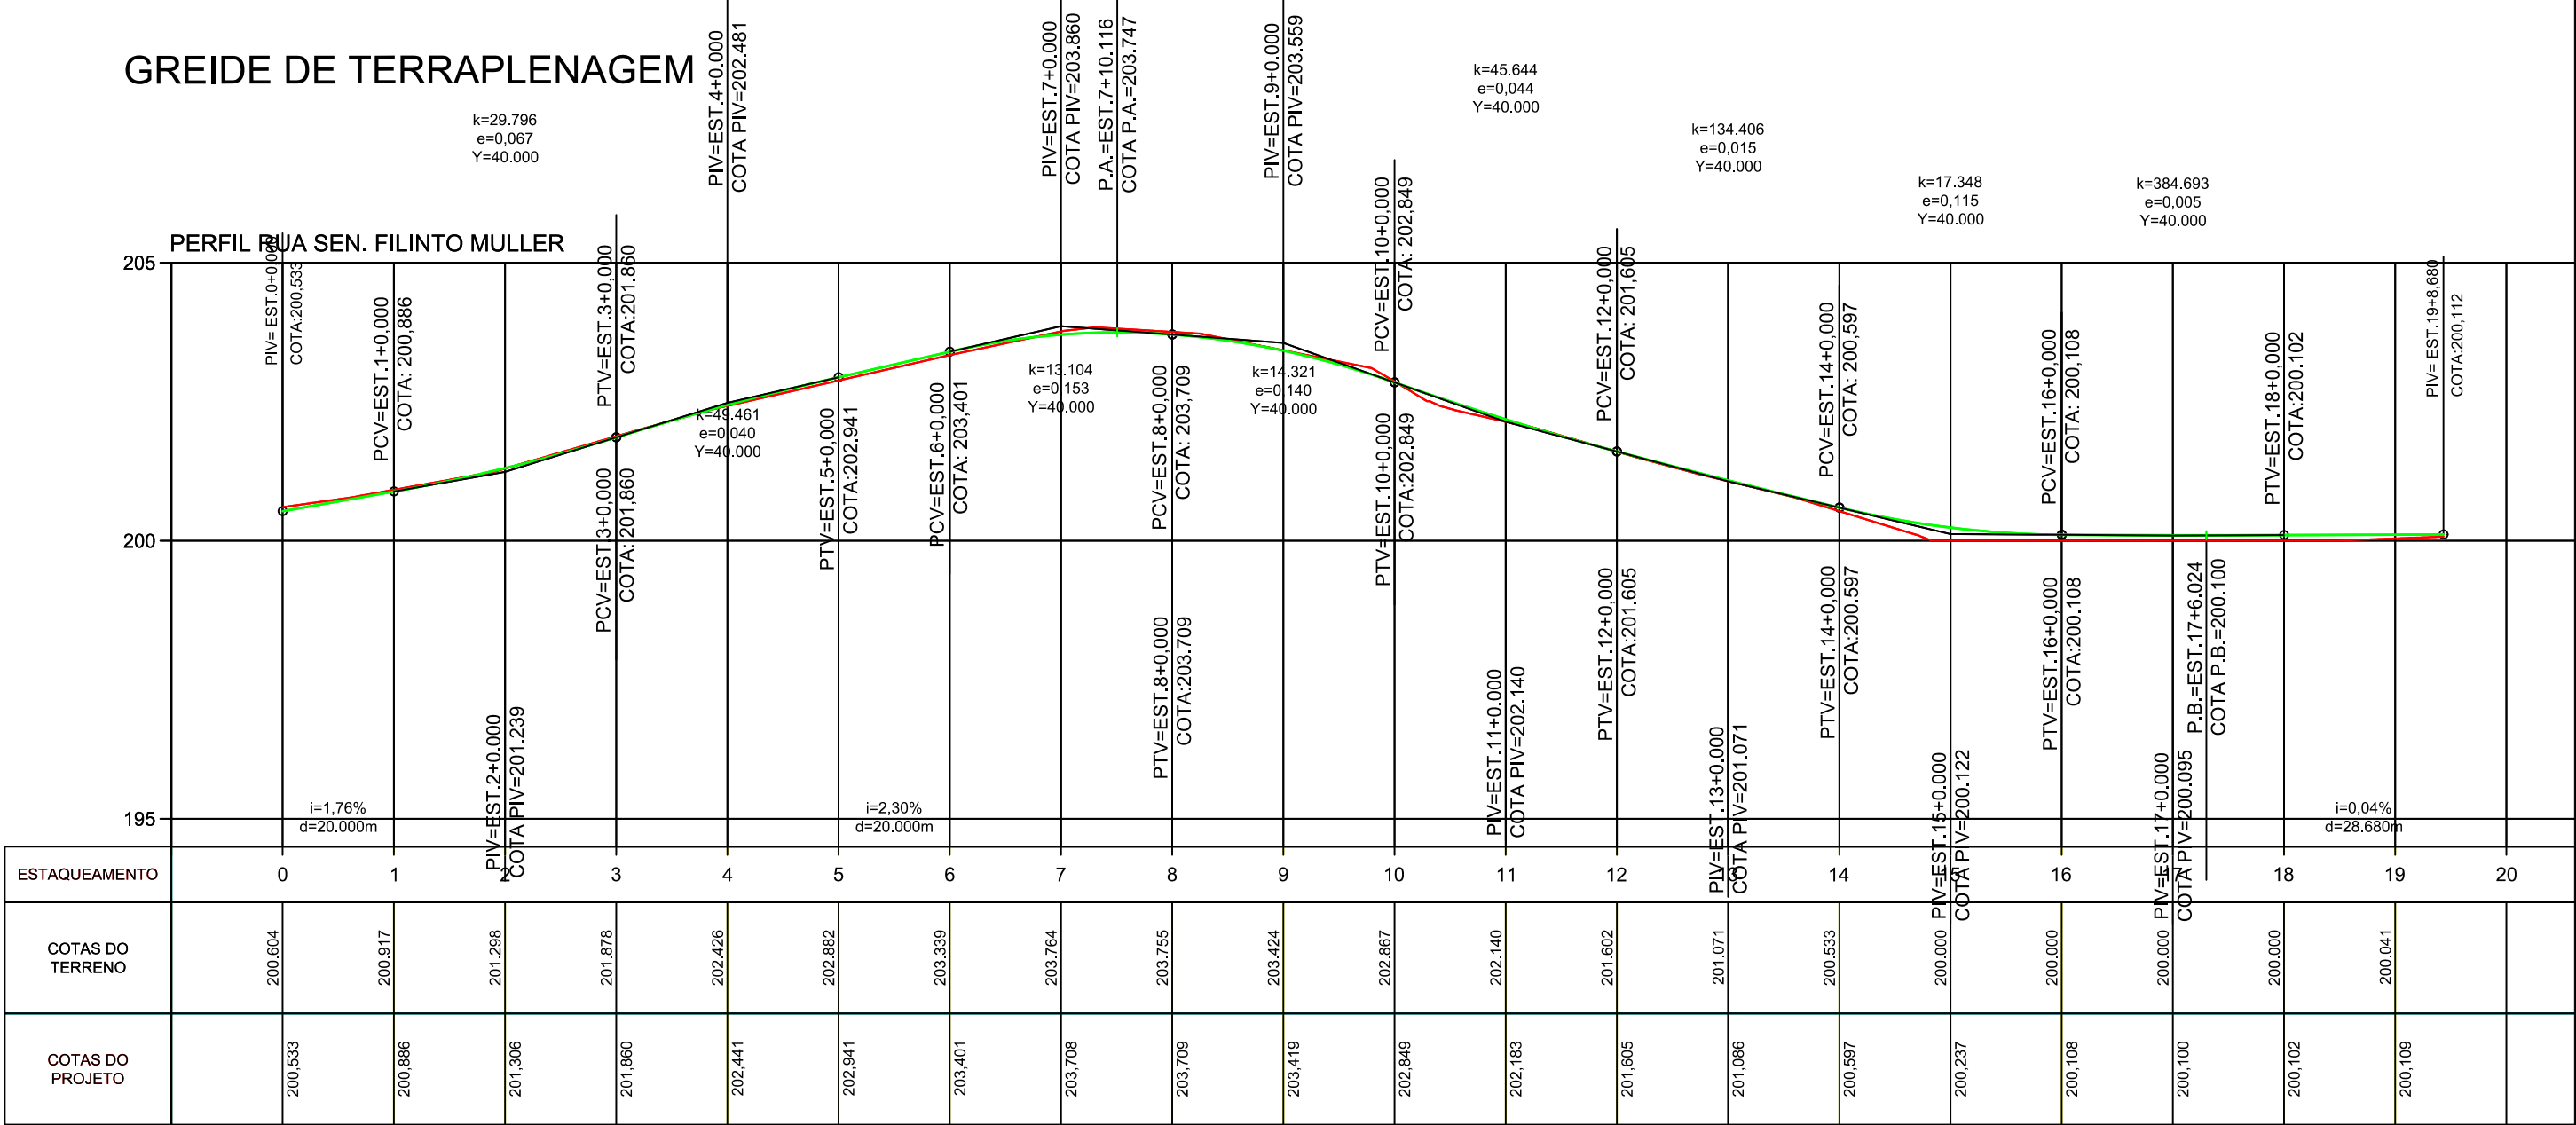 GREIDE DE TERRAPLENAGEM
k=29.796
e=0,067
Y=40.000
PIV=EST.4+0.000
COTA PIV=202.481
PIV=EST.7+0.000
COTA PIV=203.860
P.A.=EST.7+10.116
COTA P.A.=203.747
PIV=EST.9+0.000
COTA PIV=203.559
k=45.644
e=0,044
Y=40.000
k=134.406
e=0,015
Y=40.000
k=17.348
e=0,115
Y=40.000
k=384.693
e=0,005
Y=40.000
PERFIL RUA SEN. FILINTO MULLER
205
200
195
PIV= EST.0+0,000
COTA:200,533
PCV=EST.1+0,000
COTA: 200,886
PTV=EST.3+0,000
COTA:201.860
PCV=EST.3+0,000
COTA: 201,860
PIV=EST.2+0.000
COTA PIV=201.239
k=49.461
e=0,040
Y=40.000
PTV=EST.5+0,000
COTA:202.941
PCV=EST.6+0,000
COTA: 203,401
k=13.104
e=0,153
Y=40.000
PCV=EST.8+0,000
COTA: 203,709
PTV=EST.8+0,000
COTA:203.709
k=14.321
e=0,140
Y=40.000
PCV=EST.10+0,000
COTA: 202,849
PTV=EST.10+0,000
COTA:202.849
PIV=EST.11+0.000
COTA PIV=202.140
PCV=EST.12+0,000
COTA: 201,605
PTV=EST.12+0,000
COTA:201.605
PIV=EST.13+0.000
COTA PIV=201.071
PCV=EST.14+0,000
COTA: 200,597
PTV=EST.14+0,000
COTA:200.597
PIV=EST.15+0.000
COTA PIV=200.122
PCV=EST.16+0,000
COTA: 200,108
PTV=EST.16+0,000
COTA:200.108
PIV=EST.17+0.000
COTA PIV=200.095
P.B.=EST.17+6.024
COTA P.B.=200.100
PTV=EST.18+0,000
COTA:200.102
PIV= EST.19+8,680
COTA:200,112
i=1,76%
d=20.000m
i=2,30%
d=20.000m
i=0,04%
d=28.680m
ESTAQUEAMENTO 0 1 2 3 4 5 6 7 8 9 10 11 12 13 14 15 16 17 18 19 20
COTAS DO
TERRENO
200.604 200.917 201.298 201.878 202.426 202.882 203.339 203.764 203.755 203.424 202.867 202.140 201.602 201.071 200.533 200.000 200.000 200.000 200.000 200.041
COTAS DO
PROJETO
200,533 200,886 201,306 201,860 202,441 202,941 203,401 203,708 203,709 203,419 202,849 202,183 201,605 201,086 200,597 200,237 200,108 200,100 200,102 200,109